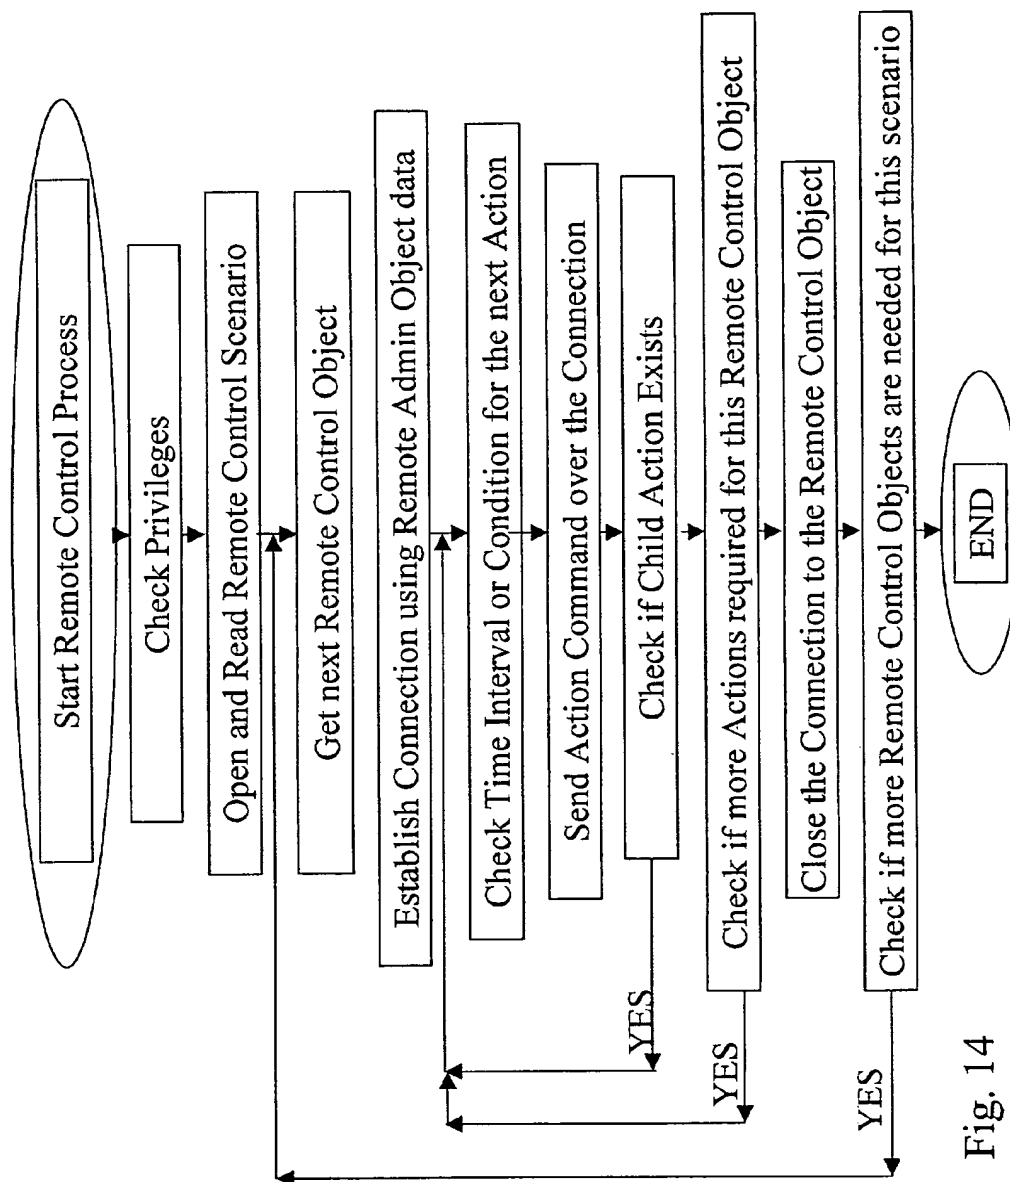 Start Remote Control Process
Check Privileges
Open and Read Remote Control Scenario
Get next Remote Control Object
Establish Connection using Remote Admin Object data
Check Time Interval or Condition for the next Action
Send Action Command over the Connection
Check if Child Action Exists
YES
Check if more Actions required for this Remote Control Object
YES
Close the Connection to the Remote Control Object
Check if more Remote Control Objects are needed for this scenario
YES
END
Fig. 14